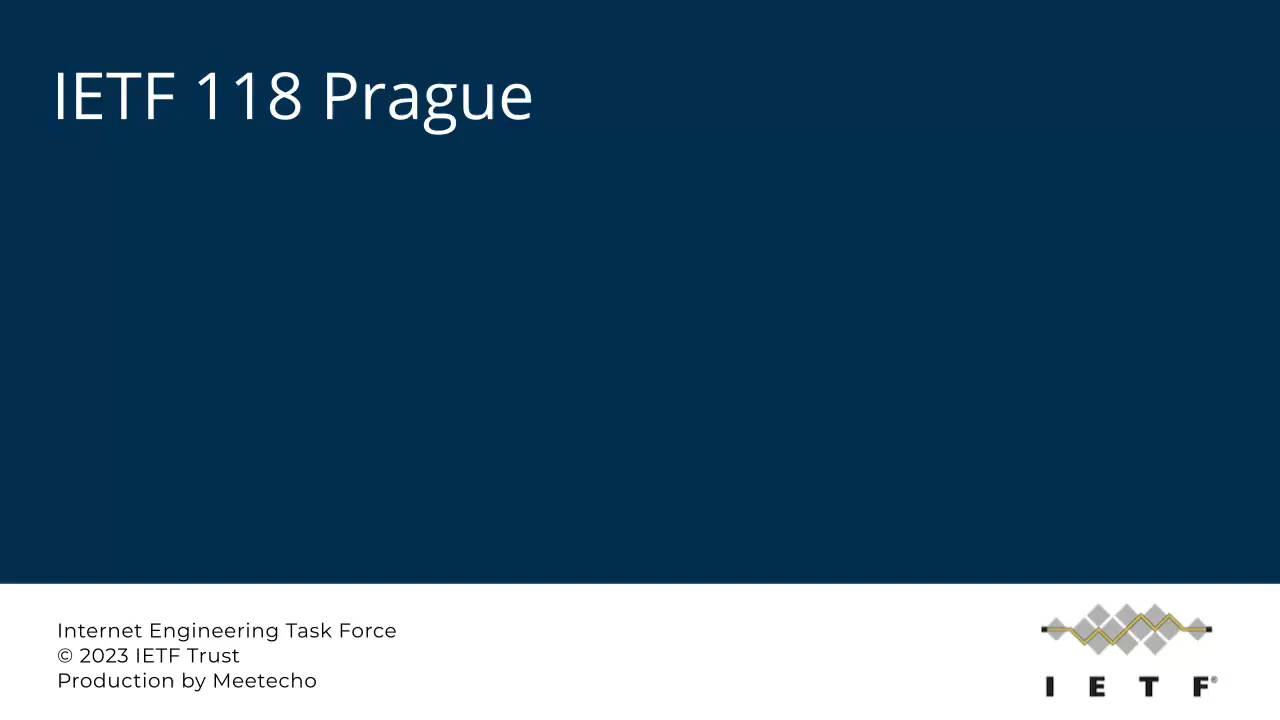 IETF 118 Prague
Internet Engineering Task Force
© 2023 IETF Trust
Production by Meetecho
I E T F®